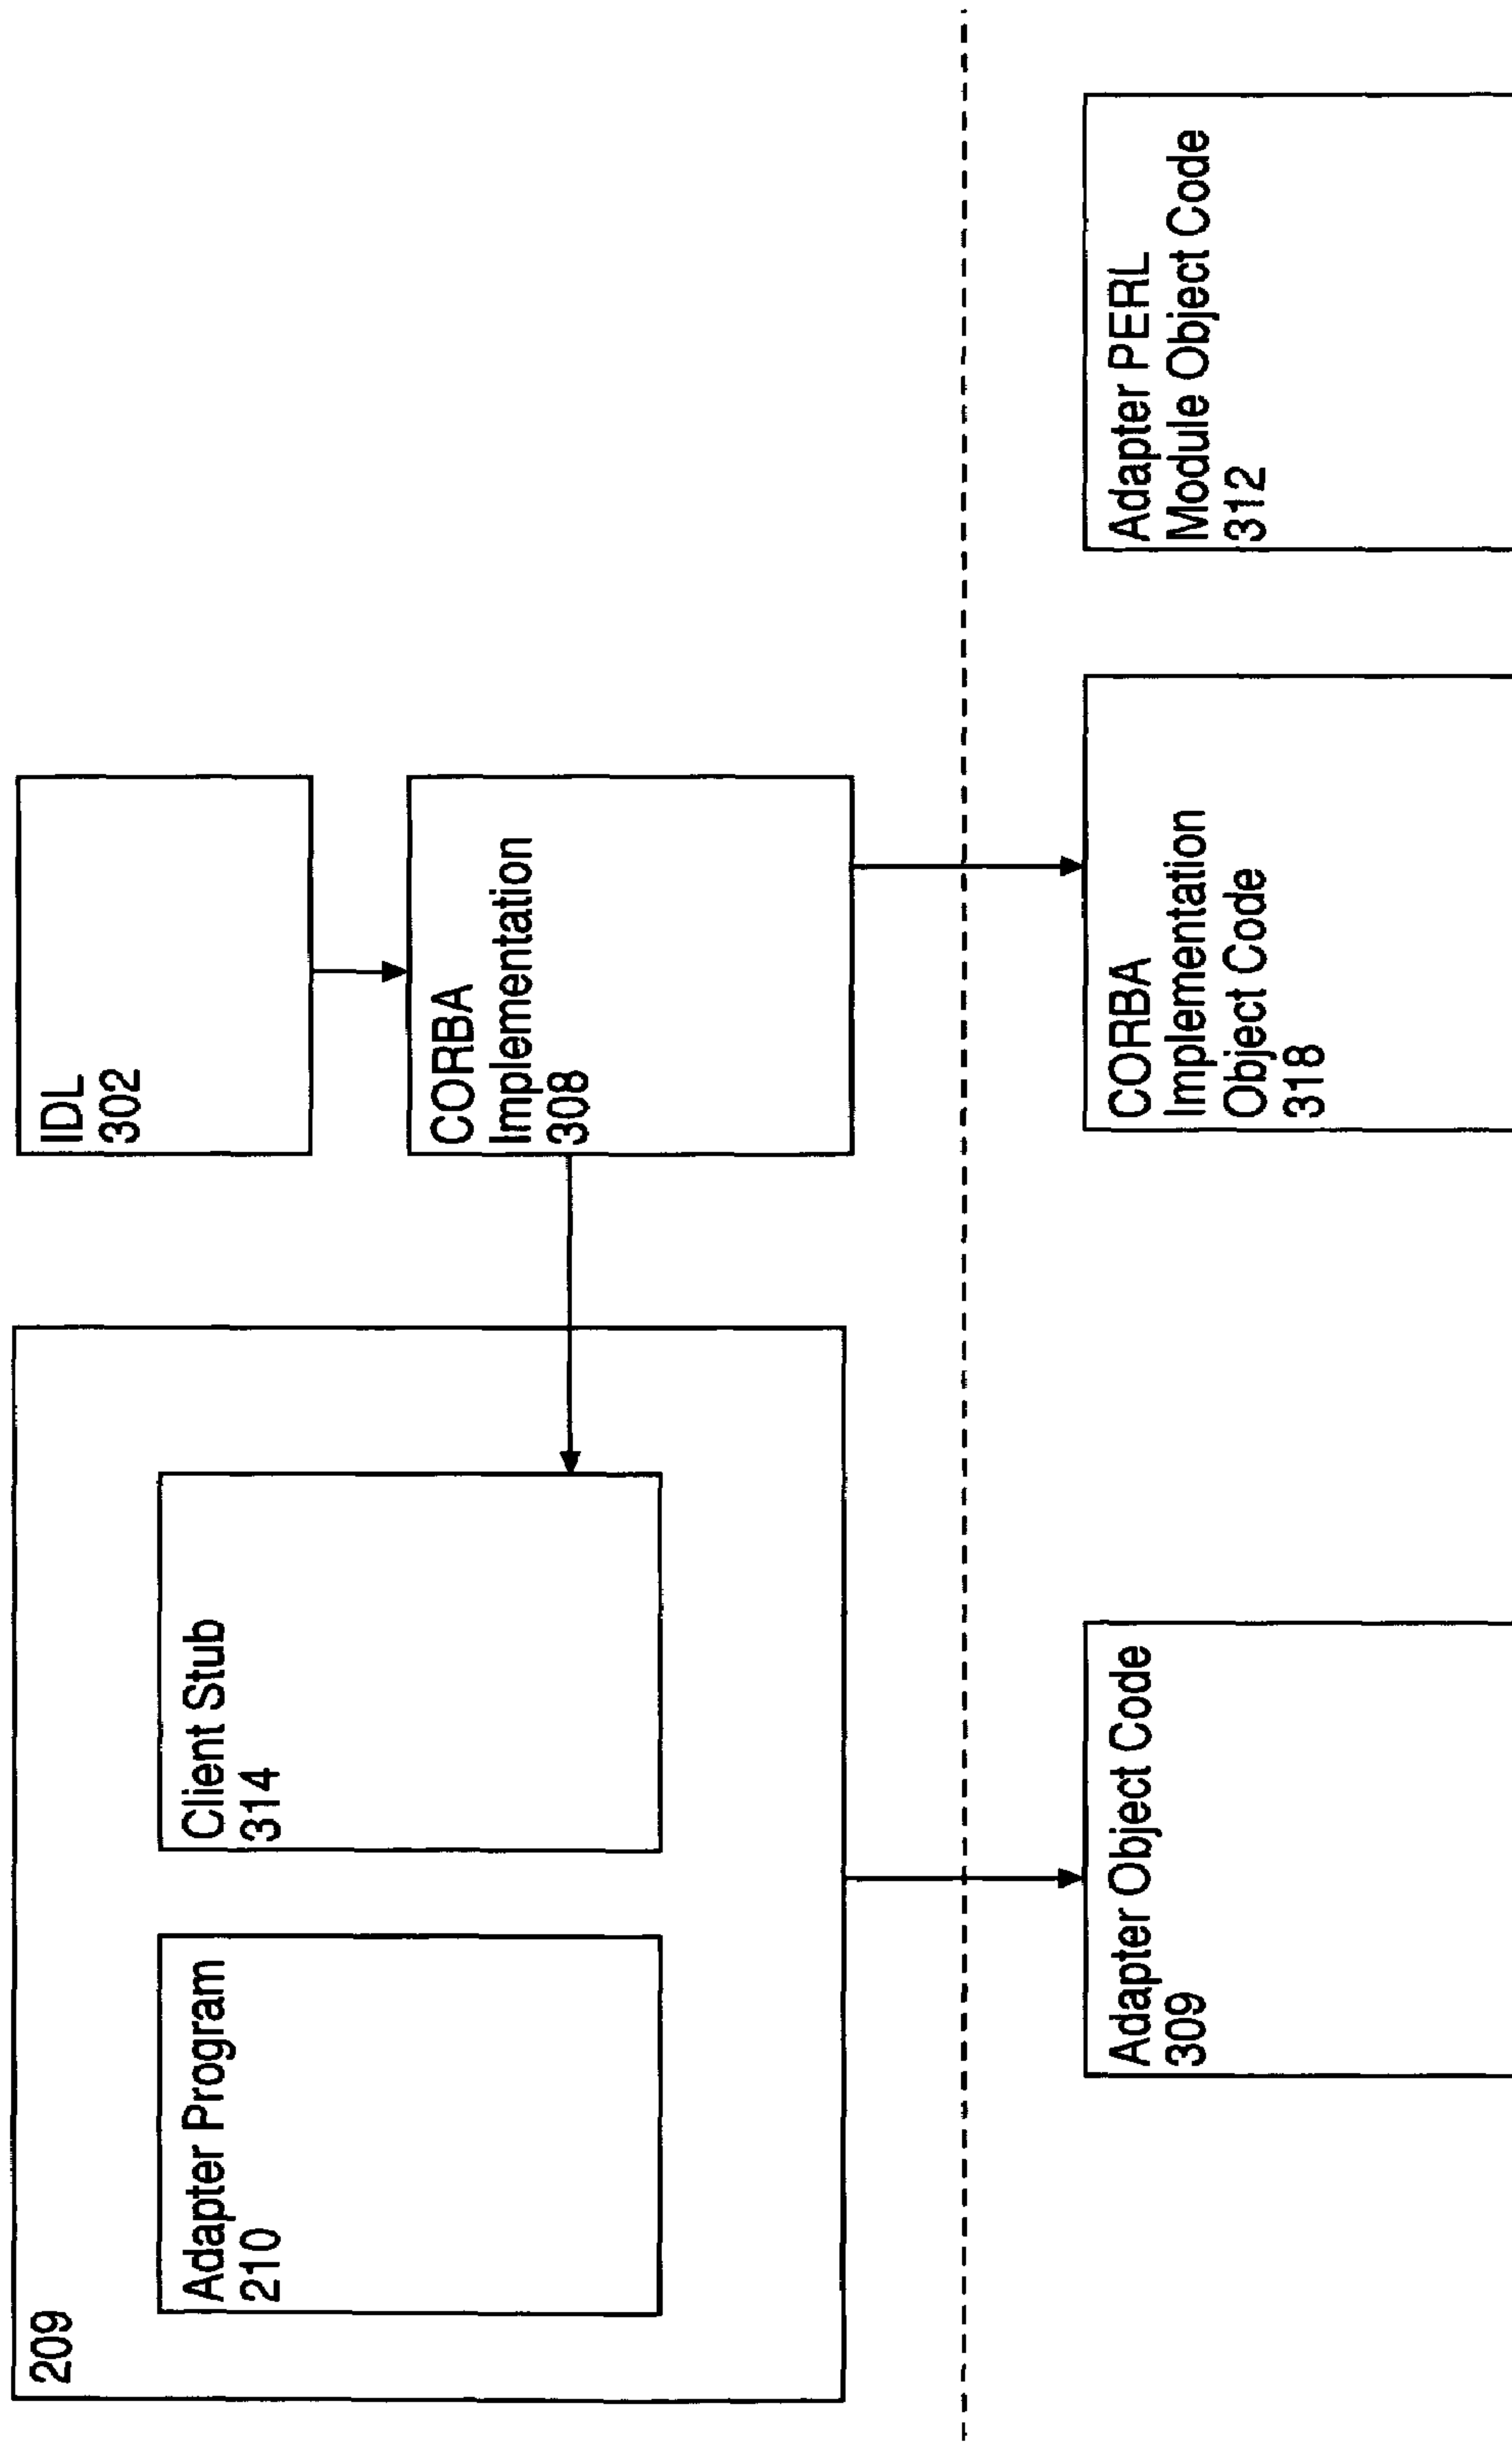 209
Adapter Program
210
Client Stub
314
IDL
302
CORBA
Implementation
308
Adapter Object Code
309
CORBA
Implementation
Object Code
318
Adapter PERL
Module Object Code
312